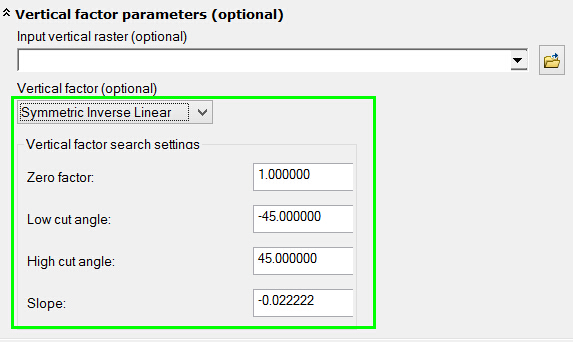 Vertical factor parameters (optional)
Input vertical raster (optional)
Vertical factor (optional)
Symmetric Inverse Linear
Vertical factor search settings
Zero factor: 1.000000
Low cut angle: -45.000000
High cut angle: 45.000000
Slope: -0.022222